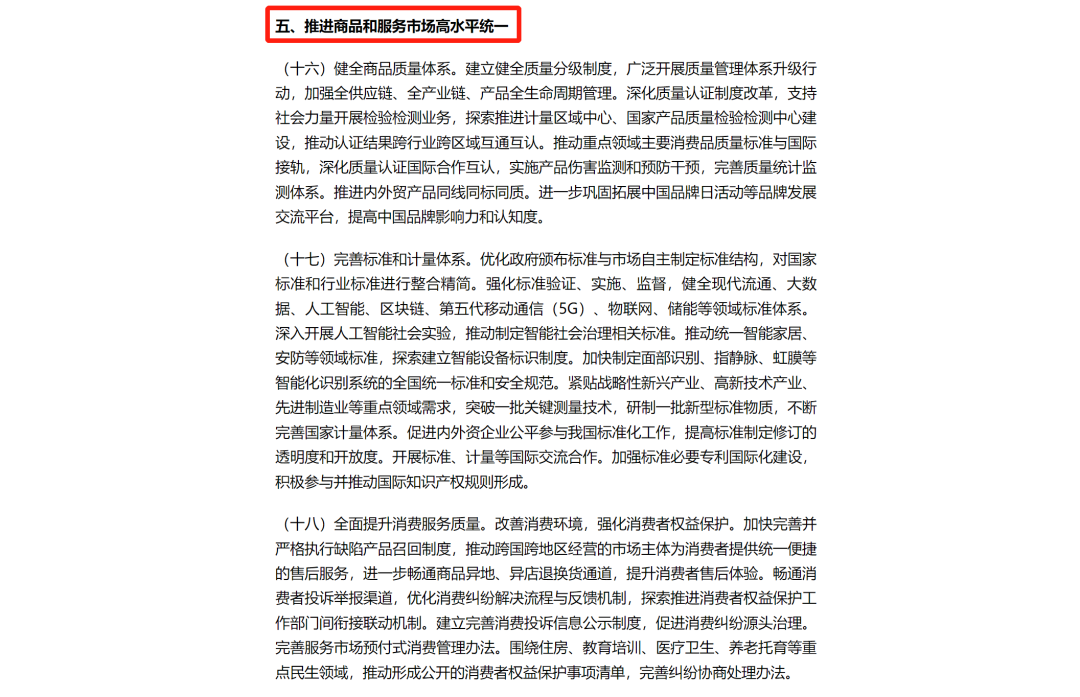 五、推进商品和服务市场高水平统一
（十六）健全商品质量体系。建立健全质量分级制度，广泛开展质量管理体系升级行
动，加强全供应链、全产业链、产品全生命周期管理。深化质量认证制度改革，支持
社会力量开展检验检测业务，探索推进计量区域中心、国家产品质量检验检测中心建
设，推动认证结果跨行业跨区域互通互认。推动重点领域主要消费品质量标准与国际
接轨，深化质量认证国际合作互认，实施产品伤害监测和预防干预，完善质量统计监
测体系。推进内外贸产品同线同标同质。进一步巩固拓展中国品牌日活动等品牌发展
交流平台，提高中国品牌影响力和认知度。
（十七）完善标准和计量体系。优化政府颁布标准与市场自主制定标准结构，对国家
标准和行业标准进行整合精简。强化标准验证、实施、监督，健全现代流通、大数
据、人工智能、区块链、第五代移动通信（5G）、物联网、储能等领域标准体系。
深入开展人工智能社会实验，推动制定智能社会治理相关标准。推动统一智能家居、
安防等领域标准，探索建立智能设备标识制度。加快制定面部识别、指静脉、虹膜等
智能化识别系统的全国统一标准和安全规范。紧贴战略性新兴产业、高新技术产业、
先进制造业等重点领域需求，突破一批关键测量技术，研制一批新型标准物质，不断
完善国家计量体系。促进内外资企业公平参与我国标准化工作，提高标准制定修订的
透明度和开放度。开展标准、计量等国际交流合作。加强标准必要专利国际化建设，
积极参与并推动国际知识产权规则形成。
（十八）全面提升消费服务质量。改善消费环境，强化消费者权益保护。加快完善并
严格执行缺陷产品召回制度，推动跨国跨地区经营的市场主体为消费者提供统一便捷
的售后服务，进一步畅通商品异地、异店退换货通道，提升消费者售后体验。畅通消
费者投诉举报渠道，优化消费纠纷解决流程与反馈机制，探索推进消费者权益保护工
作部门间衔接联动机制。建立完善消费投诉信息公示制度，促进消费纠纷源头治理。
完善服务市场预付式消费管理办法。围绕住房、教育培训、医疗卫生、养老托育等重
点民生领域，推动形成公开的消费者权益保护事项清单，完善纠纷协商处理办法。